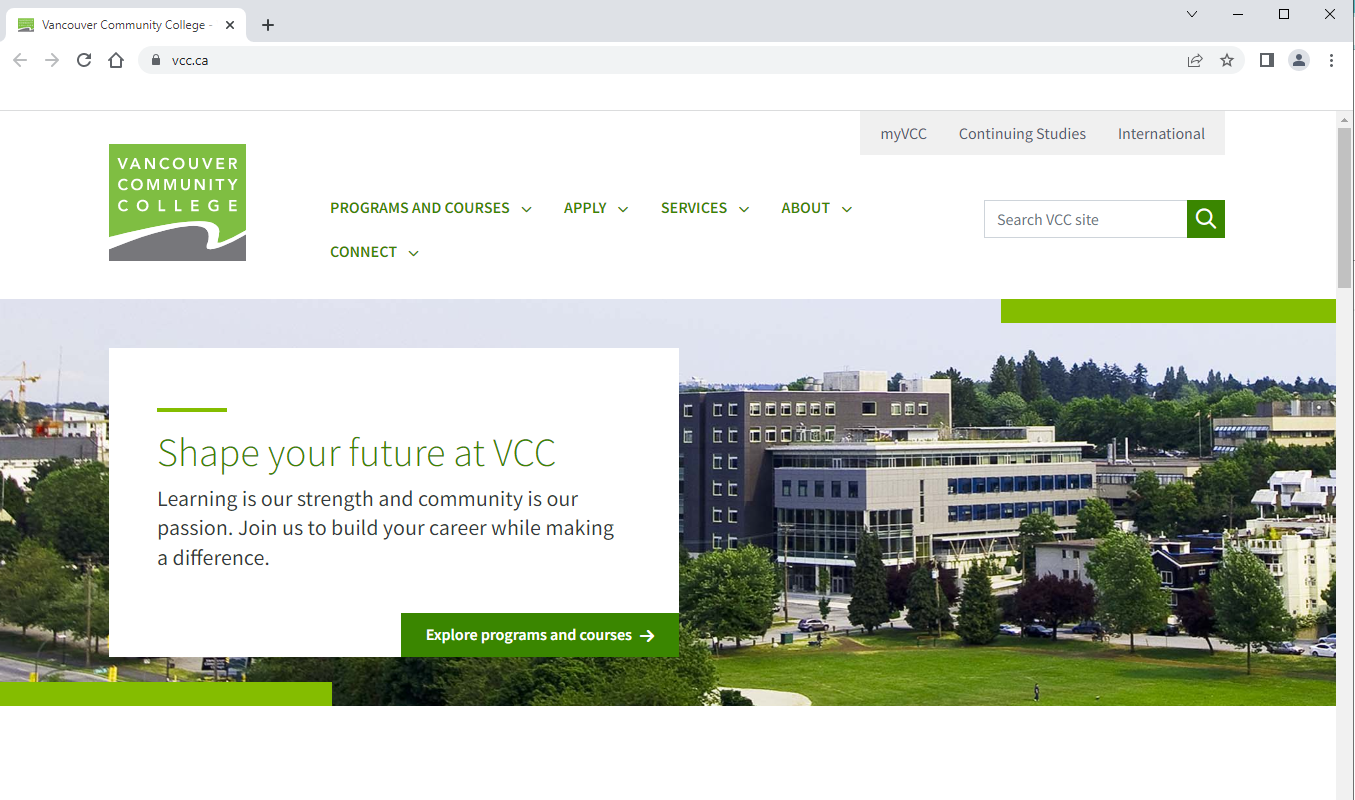 Vancouver Community College -
vcc.ca
myVCC Continuing Studies International
VANCOUVER
COMMUNITY
COLLEGE
PROGRAMS AND COURSES APPLY SERVICES ABOUT
Search VCC site
CONNECT
Shape your future at VCC
Learning is our strength and community is our
passion. Join us to build your career while making
a difference.
Explore programs and courses →